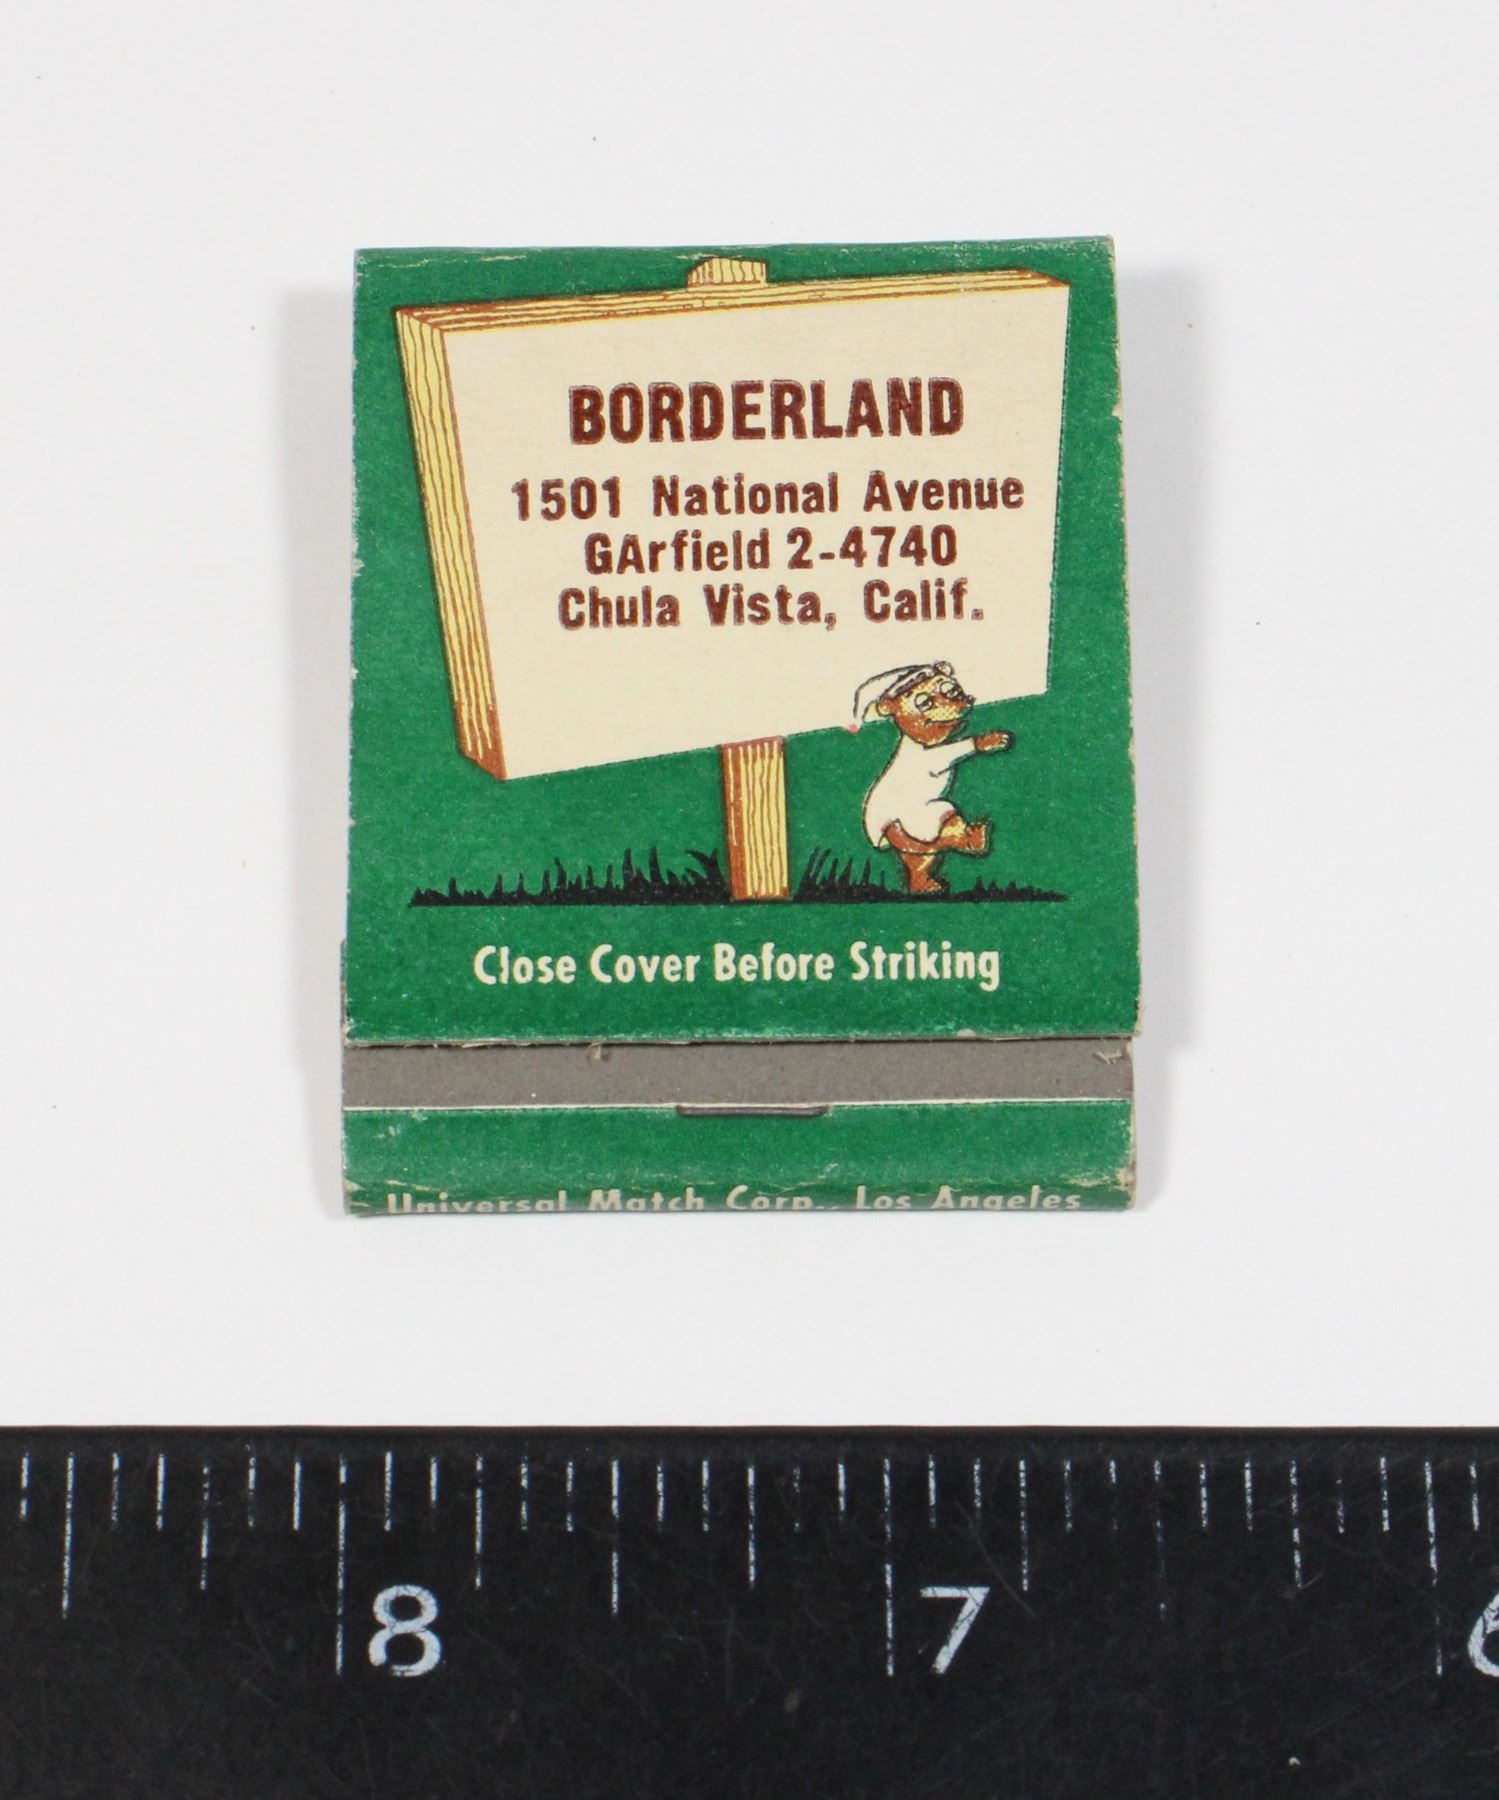 BORDERLAND
1501 National Avenue
GArfield 2-4740
Chula Vista, Calif.
Close Cover Before Striking
Universal Match Corp., Los Angeles
8 7 6